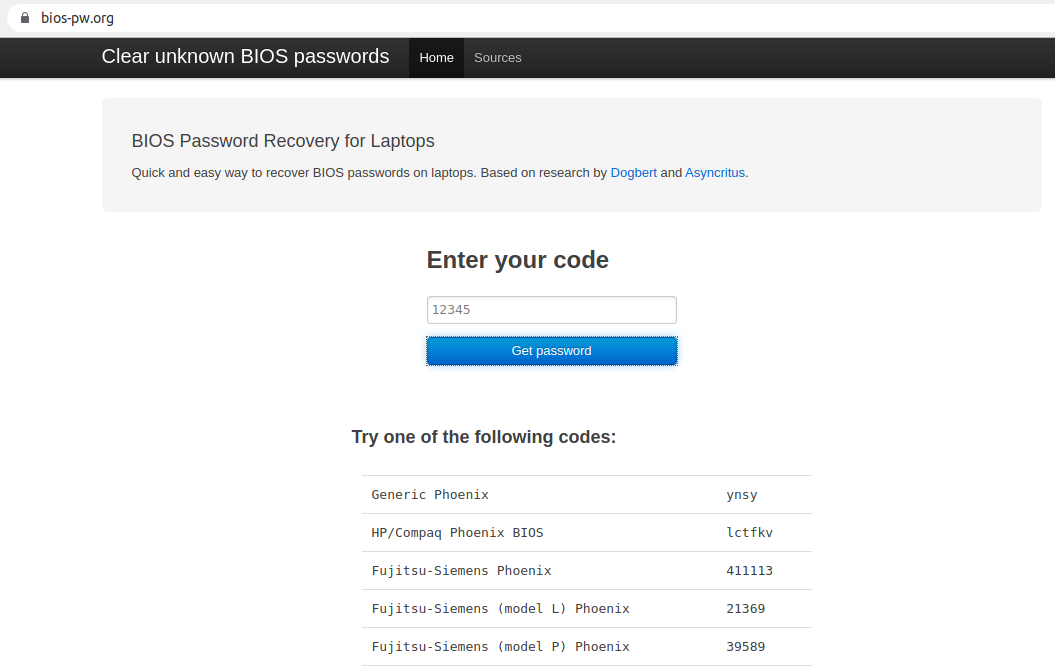 bios-pw.org
Clear unknown BIOS passwords Home Sources
BIOS Password Recovery for Laptops
Quick and easy way to recover BIOS passwords on laptops. Based on research by Dogbert and Asyncritus.
Enter your code
12345
Get password
Try one of the following codes:
Generic Phoenix ynsy
HP/Compaq Phoenix BIOS lctfkv
Fujitsu-Siemens Phoenix 411113
Fujitsu-Siemens (model L) Phoenix 21369
Fujitsu-Siemens (model P) Phoenix 39589